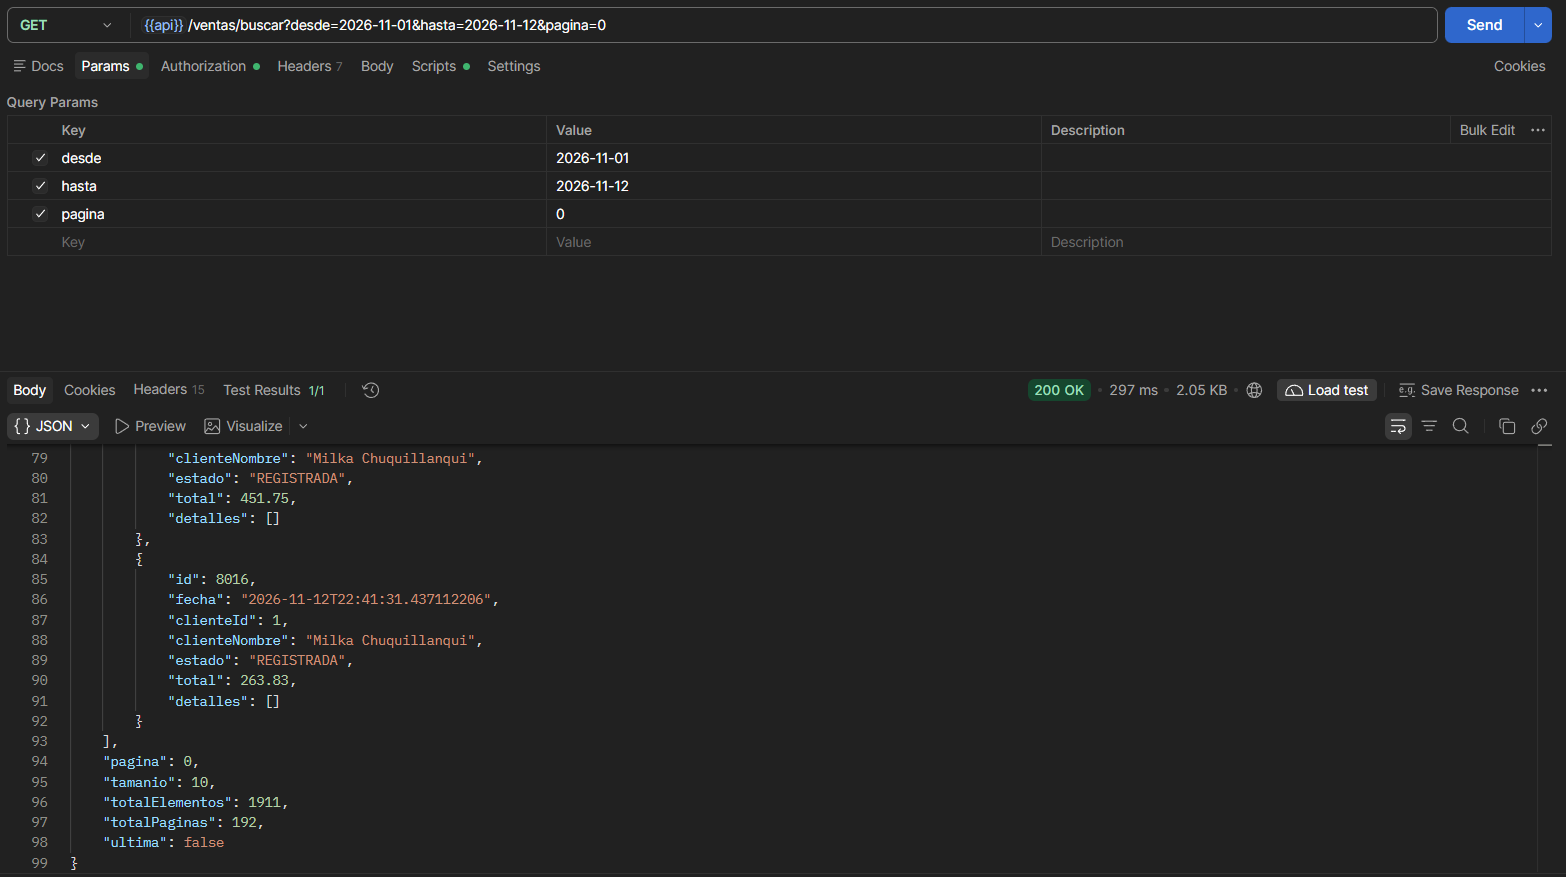 GET {{api}} /ventas/buscar?desde=2026-11-01&hasta=2026-11-12&pagina=0 Send
Docs Params Authorization Headers 7 Body Scripts Settings Cookies
Query Params
Key Value Description Bulk Edit
desde 2026-11-01
hasta 2026-11-12
pagina 0
Key Value Description
Body Cookies Headers 15 Test Results 1/1 200 OK 297 ms 2.05 KB Load test e.g. Save Response
{} JSON Preview Visualize
79 "clienteNombre": "Milka Chuquillanqui",
80 "estado": "REGISTRADA",
81 "total": 451.75,
82 "detalles": []
83 },
84 {
85 "id": 8016,
86 "fecha": "2026-11-12T22:41:31.437112206",
87 "clienteId": 1,
88 "clienteNombre": "Milka Chuquillanqui",
89 "estado": "REGISTRADA",
90 "total": 263.83,
91 "detalles": []
92 }
93 ],
94 "pagina": 0,
95 "tamanio": 10,
96 "totalElementos": 1911,
97 "totalPaginas": 192,
98 "ultima": false
99 }